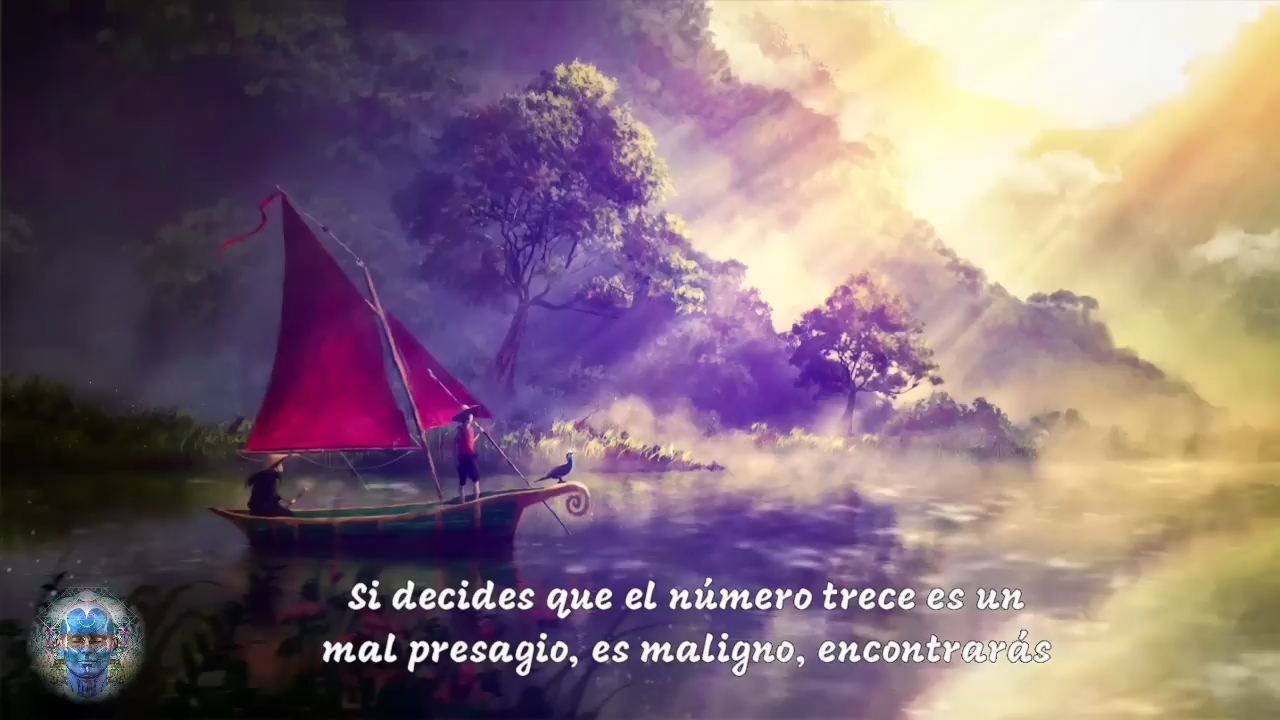 Si decides que el número trece es un
mal presagio, es maligno, encontrarás